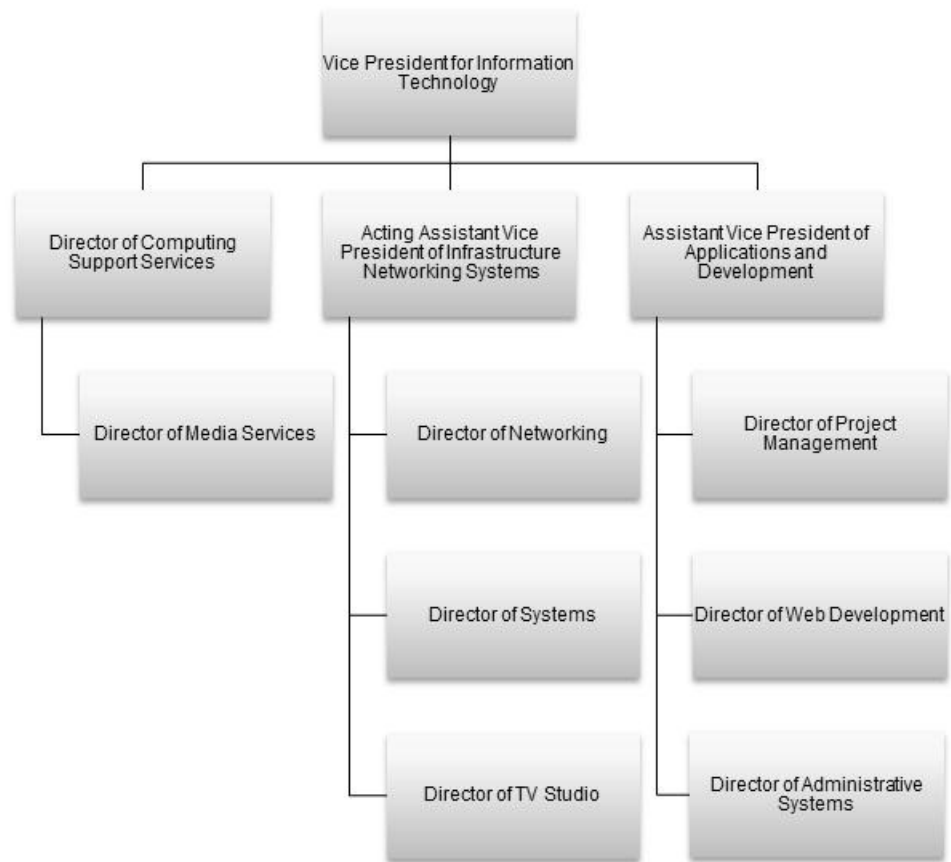 Vice President for Information
Technology
Director of Computing
Support Services
Acting Assistant Vice
President of Infrastructure
Networking Systems
Assistant Vice President of
Applications and
Development
Director of Media Services
Director of Networking
Director of Project
Management
Director of Systems
Director of Web Development
Director of TV Studio
Director of Administrative
Systems